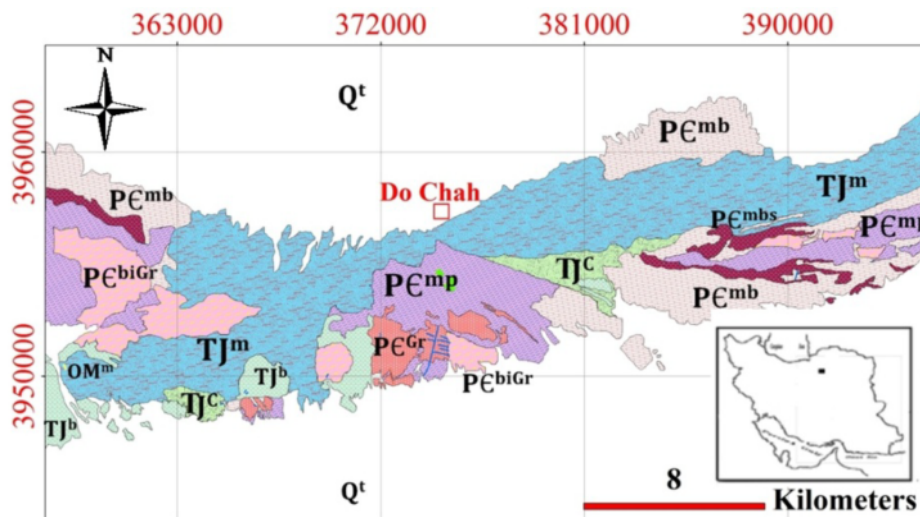 363000 372000 381000 390000
N
Qᵗ
3960000
PЄᵐᵇ
PЄᵐᵇ
Do Chah
TJᵐ
PЄᵐᵇˢ
PЄᵐᵖ
PЄᵇⁱᴳʳ
PЄᵐᵖ
TJᶜ
PЄᵐᵇ
TJᵐ
PЄᴳʳ
OMᵐ
TJᵇ
PЄᵇⁱᴳʳ
3950000
TJᶜ
TJᵇ
Qᵗ
8
Kilometers